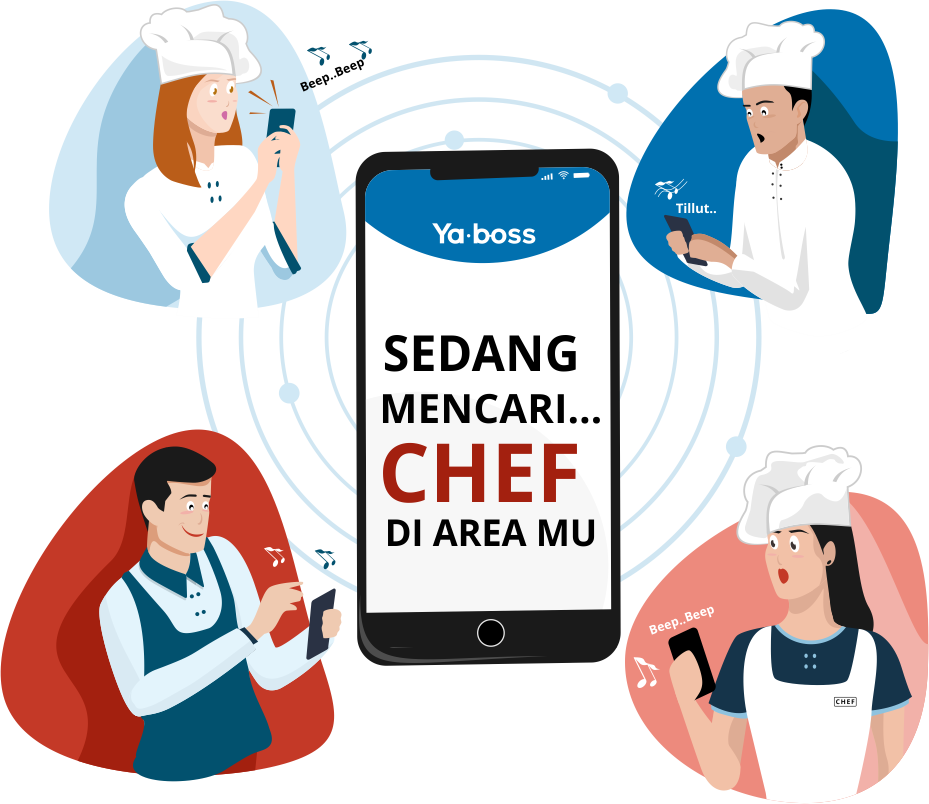 Beep..Beep
Tillut..
Ya·boss
SEDANG
MENCARI...
CHEF
DI AREA MU
Beep..Beep
CHEF